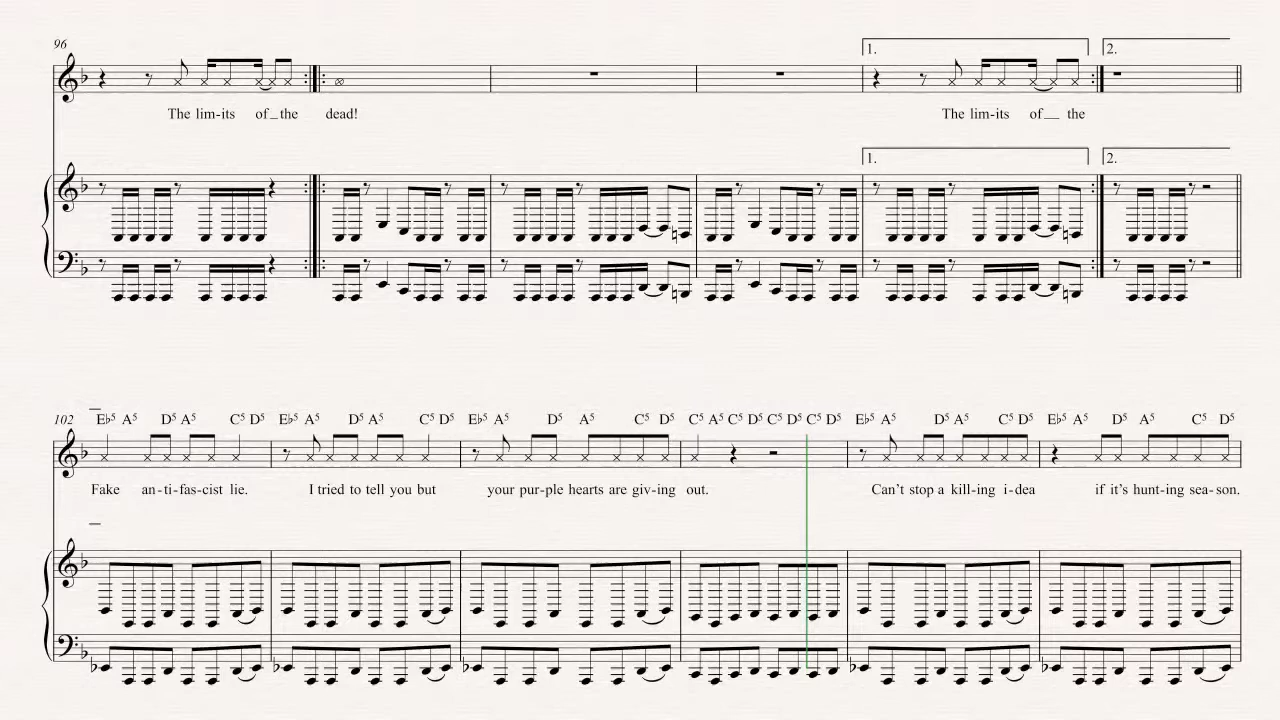 96
1. 2.
The lim-its of_the dead! The lim-its of__ the
1. 2.
102 E♭5 A5 D5 A5 C5 D5 E♭5 A5 D5 A5 C5 D5 E♭5 A5 D5 A5 C5 D5 C5 A5 C5 D5 C5 D5 C5 D5 E♭5 A5 D5 A5 C5 D5 E♭5 A5 D5 A5 C5 D5
Fake an-ti-fas-cist lie. I tried to tell you but your pur-ple hearts are giv-ing out. Can't stop a kill-ing i-dea if it's hunt-ing sea-son.